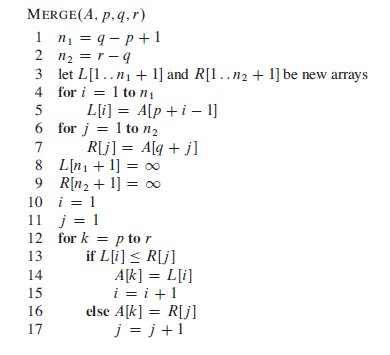 MERGE(A, p, q, r)
1 n₁ = q − p + 1
2 n₂ = r − q
3 let L[1 . . n₁ + 1] and R[1 . . n₂ + 1] be new arrays
4 for i = 1 to n₁
5 L[i] = A[p + i − 1]
6 for j = 1 to n₂
7 R[j] = A[q + j]
8 L[n₁ + 1] = ∞
9 R[n₂ + 1] = ∞
10 i = 1
11 j = 1
12 for k = p to r
13 if L[i] ≤ R[j]
14 A[k] = L[i]
15 i = i + 1
16 else A[k] = R[j]
17 j = j + 1